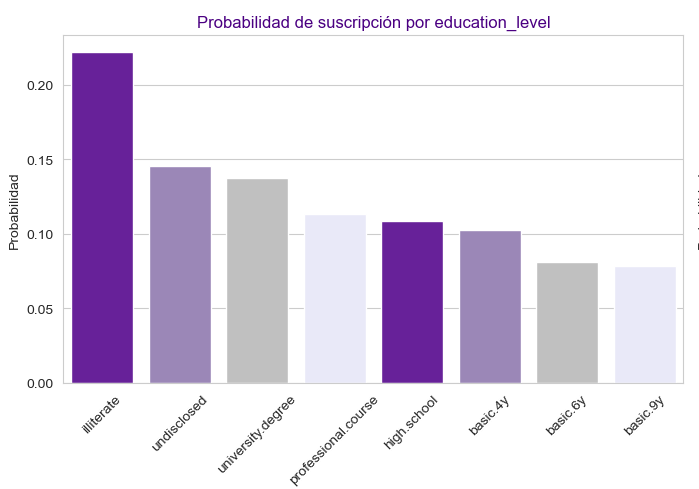 Probabilidad de suscripción por education_level
Probabilidad
0.20
0.15
0.10
0.05
0.00
illiterate
undisclosed
university.degree
professional.course
high.school
basic.4y
basic.6y
basic.9y